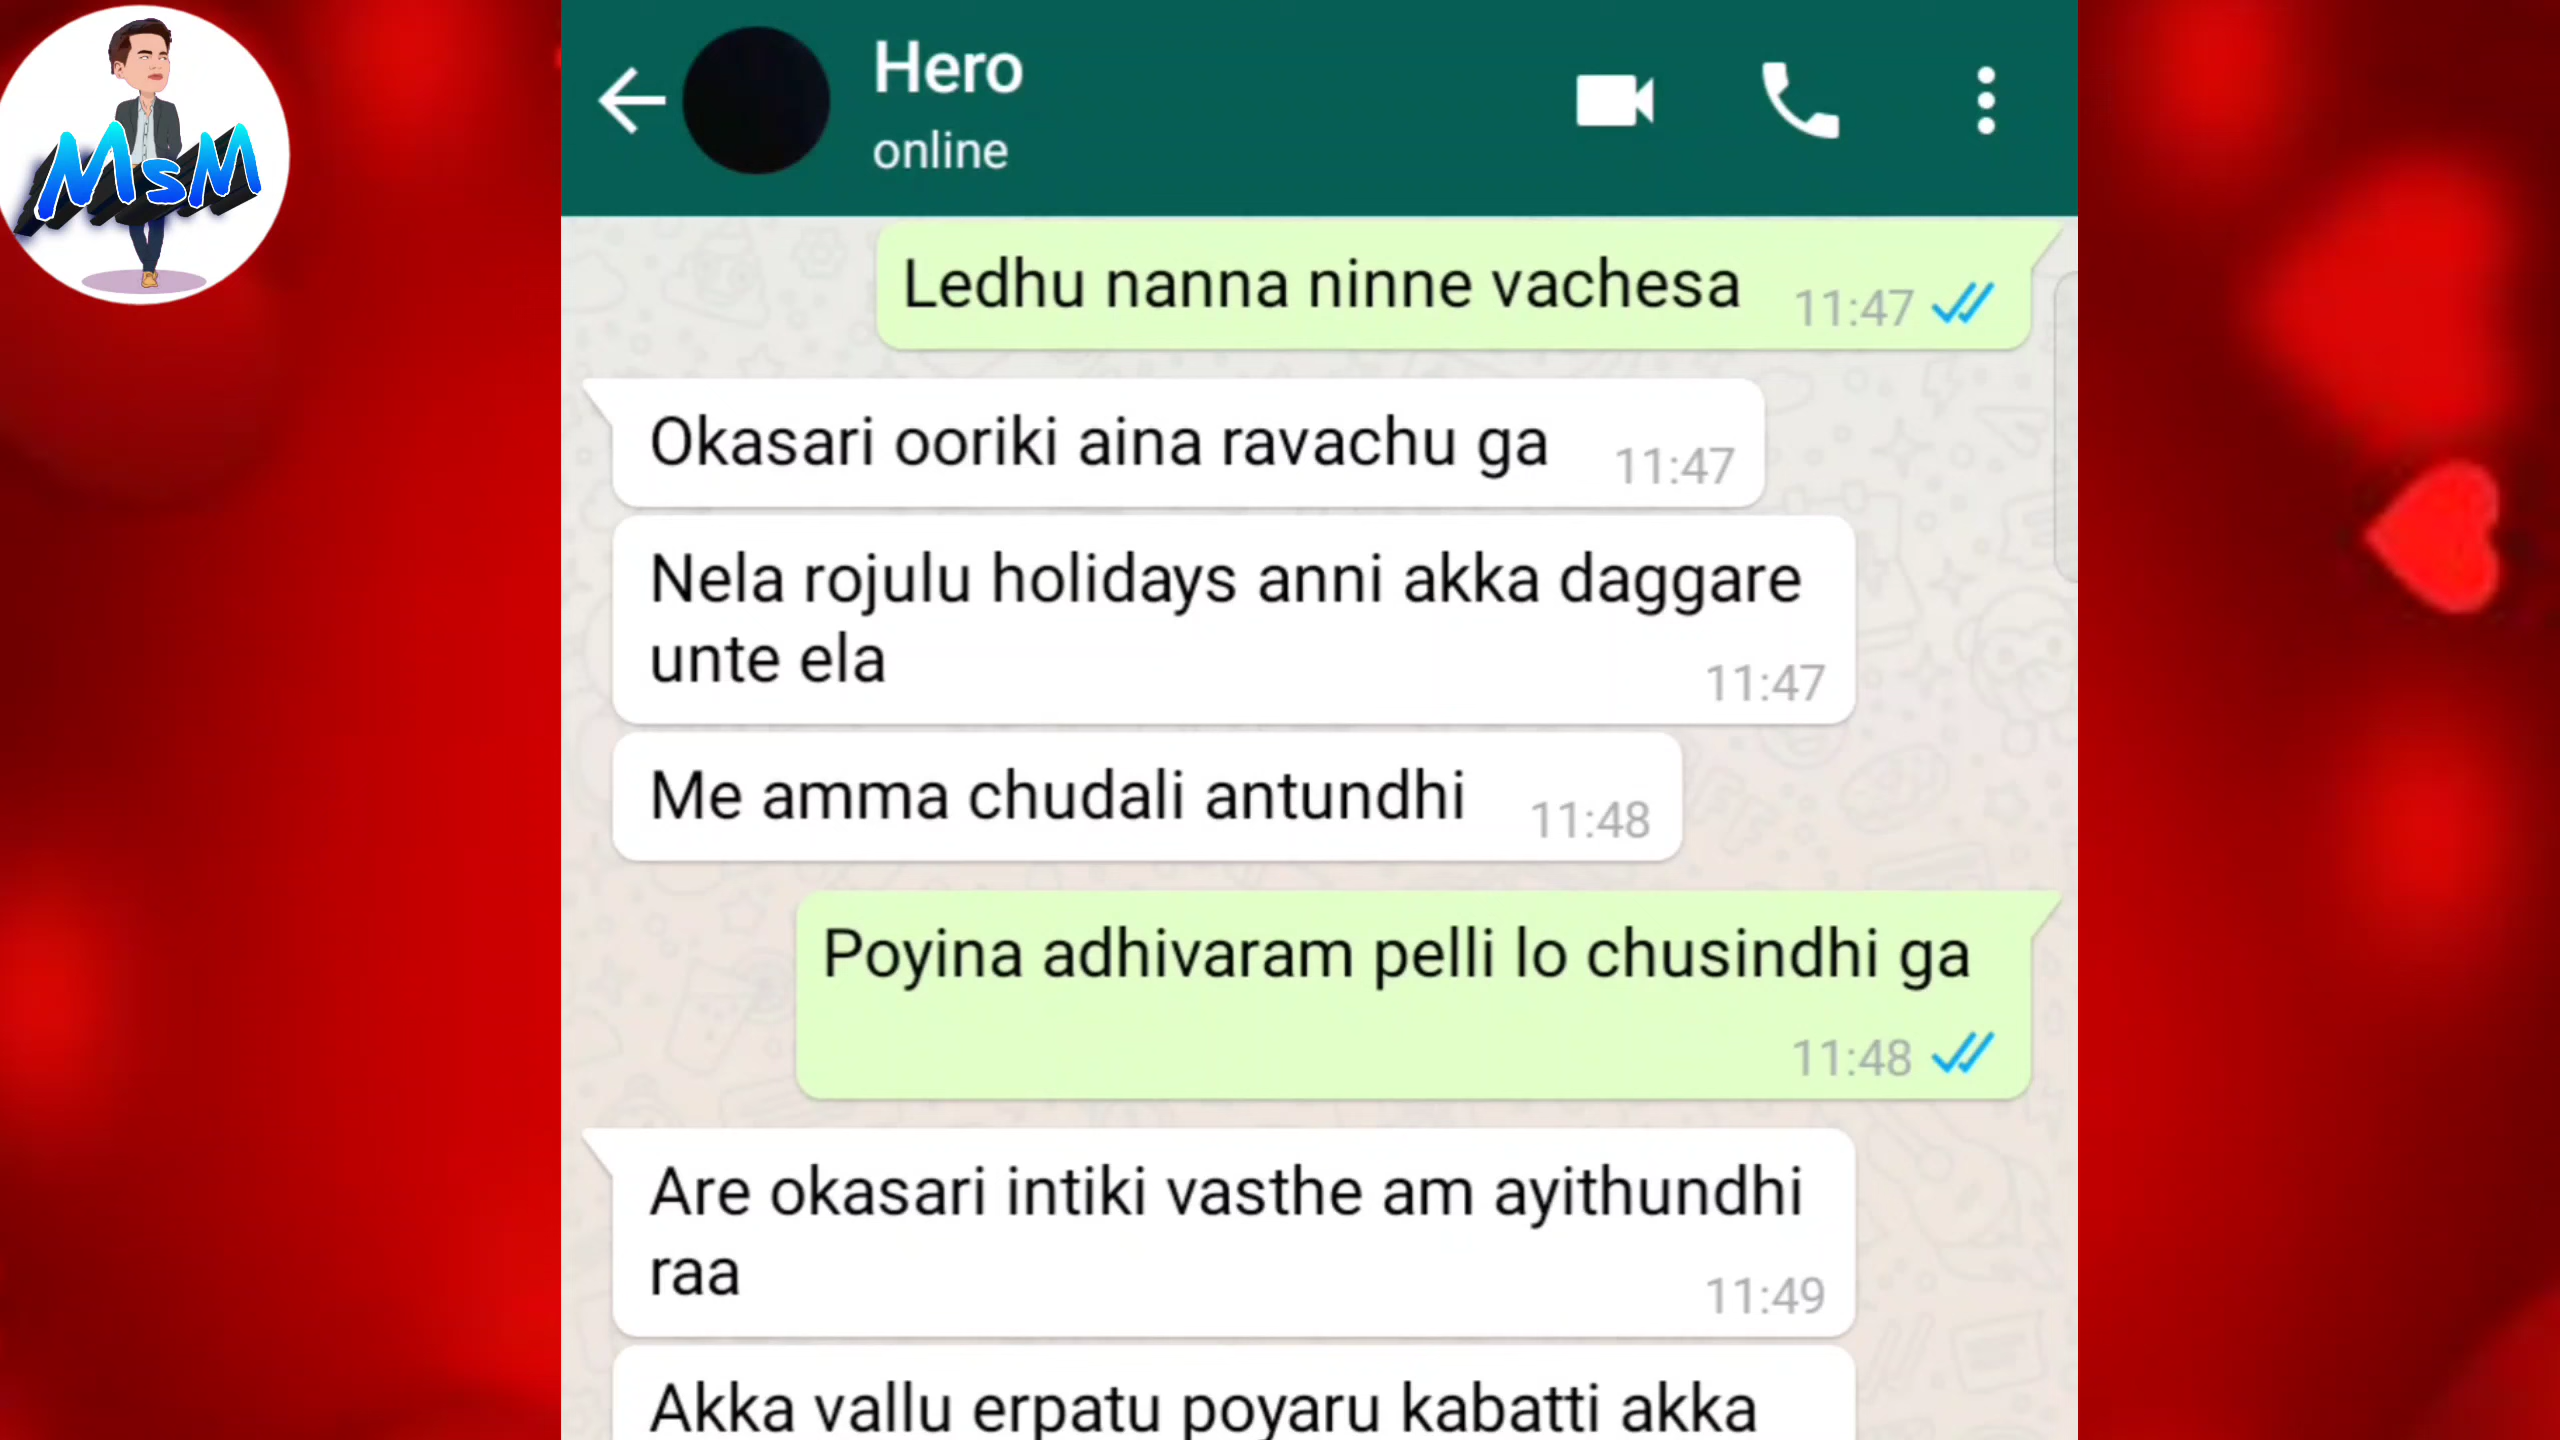 MsM
Hero
online
Ledhu nanna ninne vachesa 11:47
Okasari ooriki aina ravachu ga 11:47
Nela rojulu holidays anni akka daggare
unte ela 11:47
Me amma chudali antundhi 11:48
Poyina adhivaram pelli lo chusindhi ga
11:48
Are okasari intiki vasthe am ayithundhi
raa 11:49
Akka vallu erpatu poyaru kabatti akka